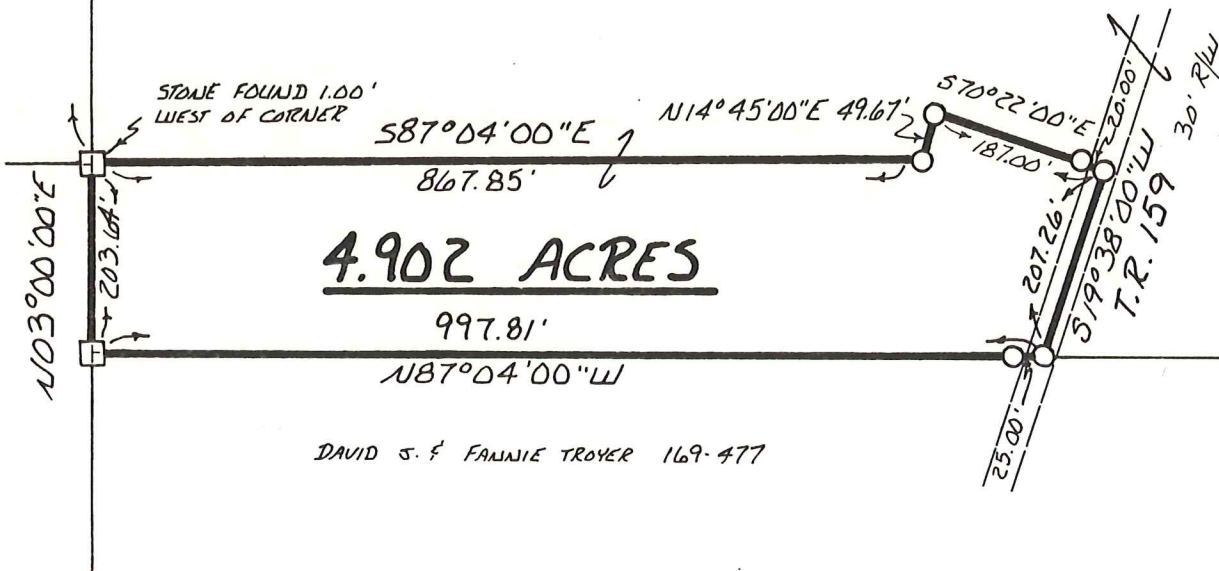 STONE FOUND 1.00'
WEST OF CORNER
S87°04'00"E
867.85'
N14°45'00"E 49.67'
S70°22'00"E
187.00'
20.00'
30' R/W
N03°00'00"E
203.64'
4.902 ACRES
207.26'
S19°38'00"W
T.R. 159
997.81'
N87°04'00"W
25.00'
DAVID J. & FANNIE TROYER 169-477